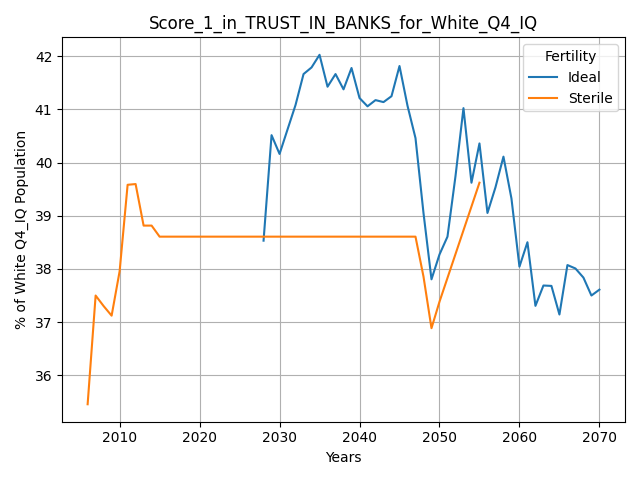 Score_1_in_TRUST_IN_BANKS_for_White_Q4_IQ
Fertility
Ideal
Sterile
% of White Q4_IQ Population
42
41
40
39
38
37
36
2010 2020 2030 2040 2050 2060 2070
Years